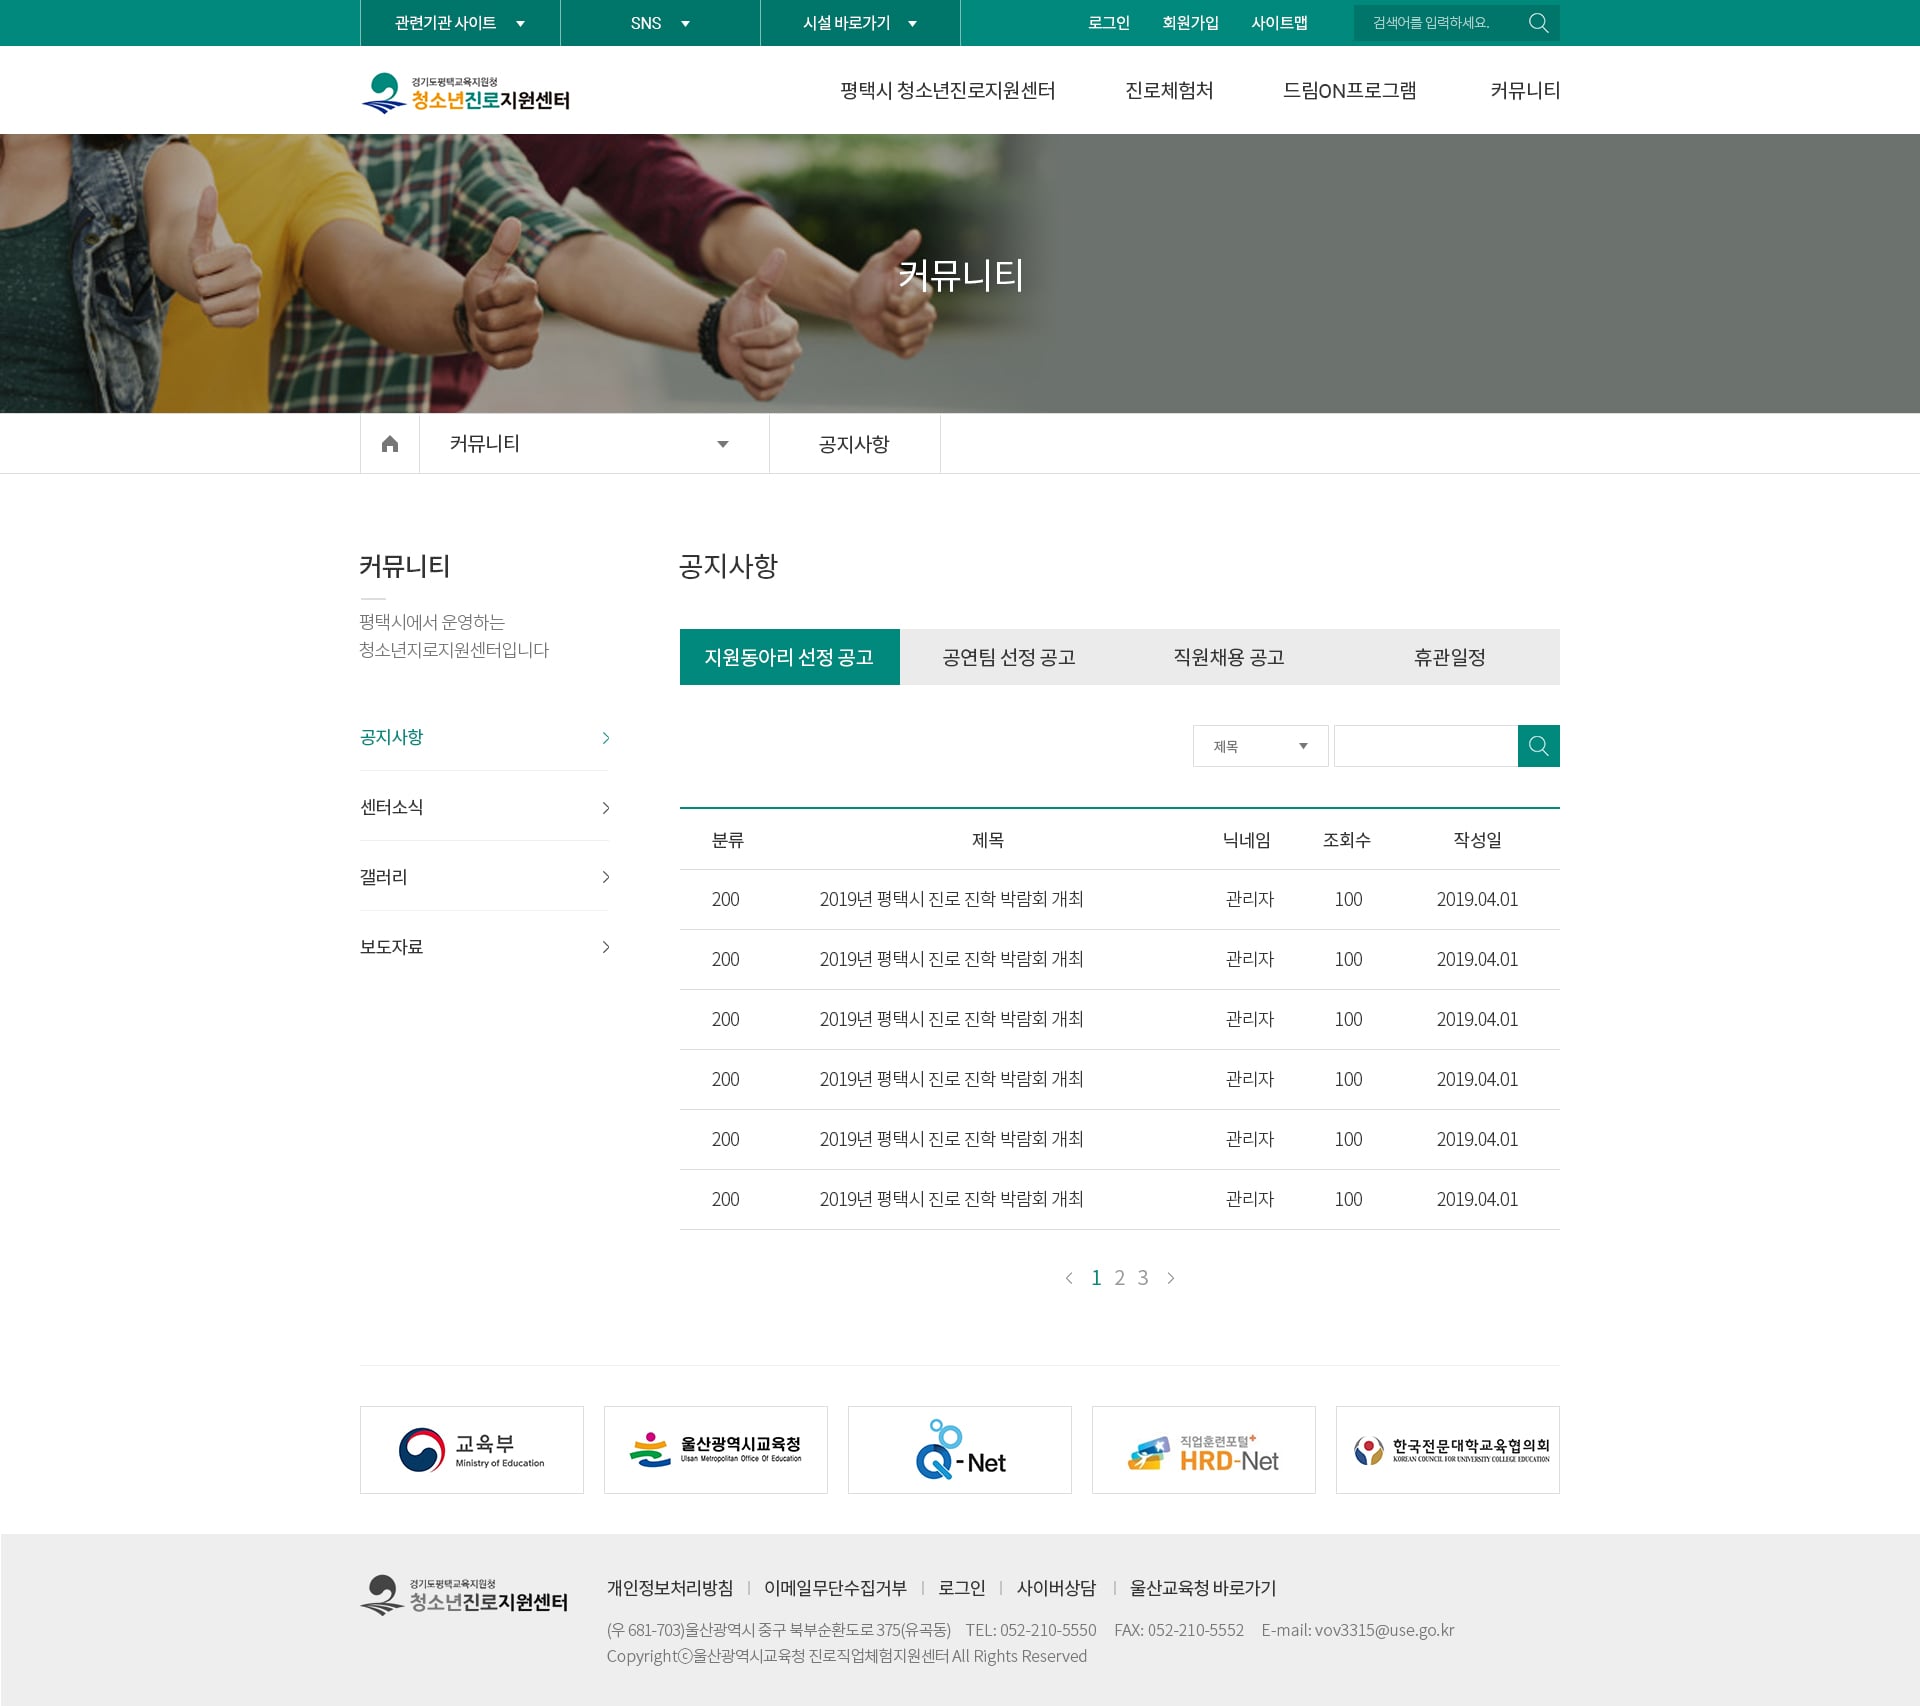 관련기관 사이트 SNS 시설 바로가기 로그인 회원가입 사이트맵 검색어를 입력하세요.
경기도평택교육지원청
청소년진로지원센터
평택시 청소년진로지원센터 진로체험처 드림ON프로그램 커뮤니티
커뮤니티
커뮤니티 공지사항
커뮤니티
평택시에서 운영하는
청소년지로지원센터입니다
공지사항
센터소식
갤러리
보도자료
공지사항
지원동아리 선정 공고 공연팀 선정 공고 직원채용 공고 휴관일정
제목
분류 제목 닉네임 조회수 작성일
200 2019년 평택시 진로 진학 박람회 개최 관리자 100 2019.04.01
200 2019년 평택시 진로 진학 박람회 개최 관리자 100 2019.04.01
200 2019년 평택시 진로 진학 박람회 개최 관리자 100 2019.04.01
200 2019년 평택시 진로 진학 박람회 개최 관리자 100 2019.04.01
200 2019년 평택시 진로 진학 박람회 개최 관리자 100 2019.04.01
200 2019년 평택시 진로 진학 박람회 개최 관리자 100 2019.04.01
1 2 3
교육부
Ministry of Education
울산광역시교육청
Ulsan Metropolitan Office Of Education
Q-Net
직업훈련포털+
HRD-Net
한국전문대학교육협의회
KOREAN COUNCIL FOR UNIVERSITY COLLEGE EDUCATION
경기도평택교육지원청
청소년진로지원센터
개인정보처리방침 | 이메일무단수집거부 | 로그인 | 사이버상담 | 울산교육청 바로가기
(우 681-703)울산광역시 중구 북부순환도로 375(유곡동) TEL: 052-210-5550 FAX: 052-210-5552 E-mail: vov3315@use.go.kr
Copyrightⓒ울산광역시교육청 진로직업체험지원센터 All Rights Reserved